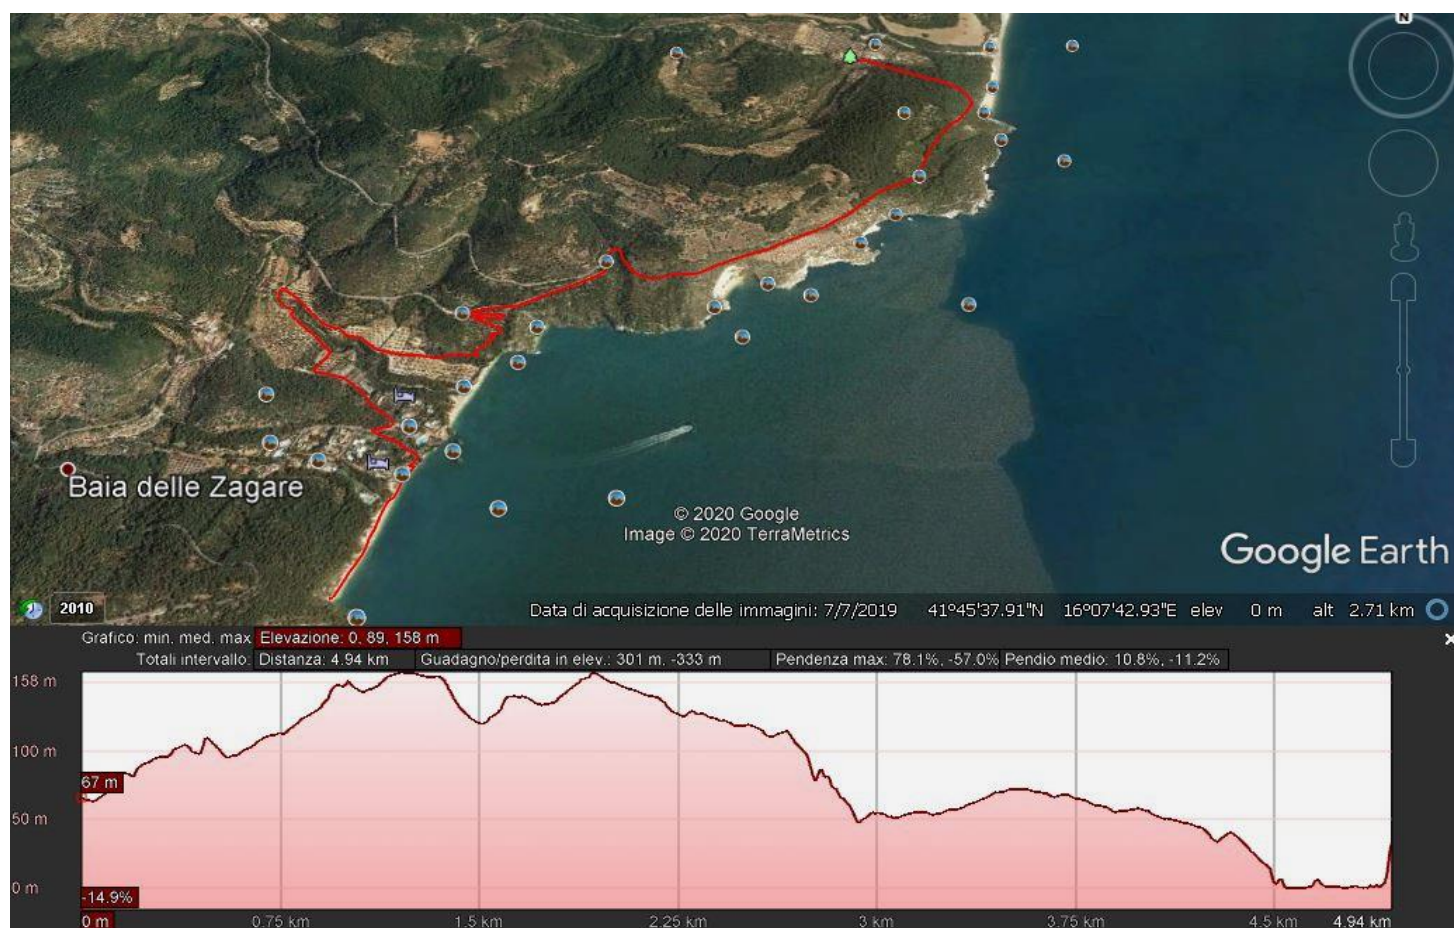 N
Baia delle Zagare
© 2020 Google
Image © 2020 TerraMetrics
Google Earth
2010
Data di acquisizione delle immagini: 7/7/2019 41°45'37.91"N 16°07'42.93"E elev 0 m alt 2.71 km
Grafico: min. med. max Elevazione: 0, 89, 158 m
Totali intervallo: Distanza: 4.94 km Guadagno/perdita in elev.: 301 m, -333 m Pendenza max: 78.1%, -57.0% Pendio medio: 10.8%, -11.2%
158 m
100 m
67 m
50 m
0 m
-14.9%
0 m 0.75 km 1.5 km 2.25 km 3 km 3.75 km 4.5 km 4.94 km